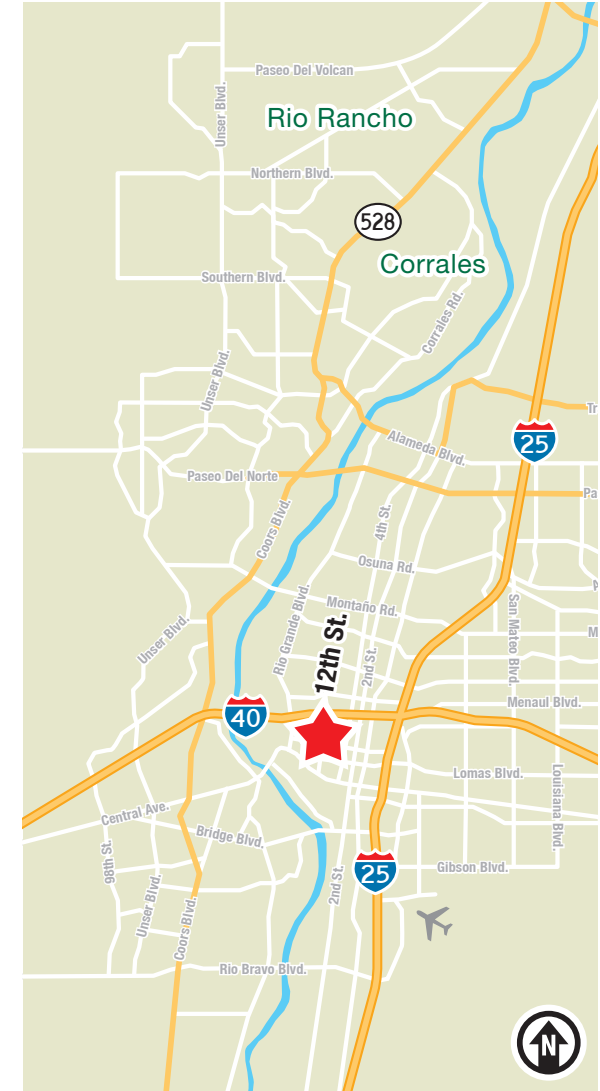 Paseo Del Volcan
Unser Blvd.
Rio Rancho
Northern Blvd.
528
Corrales
Southern Blvd.
Corrales Rd.
Unser Blvd.
Tr
Alameda Blvd.
25
Paseo Del Norte
Pa
Coors Blvd.
4th St.
Osuna Rd.
Rio Grande Blvd.
Montaño Rd.
San Mateo Blvd.
12th St.
Unser Blvd.
2nd St.
M
Menaul Blvd.
40
Lomas Blvd.
Louisiana Blvd.
Central Ave.
Bridge Blvd.
98th St.
Unser Blvd.
Coors Blvd.
2nd St.
25
Gibson Blvd.
Rio Bravo Blvd.
N